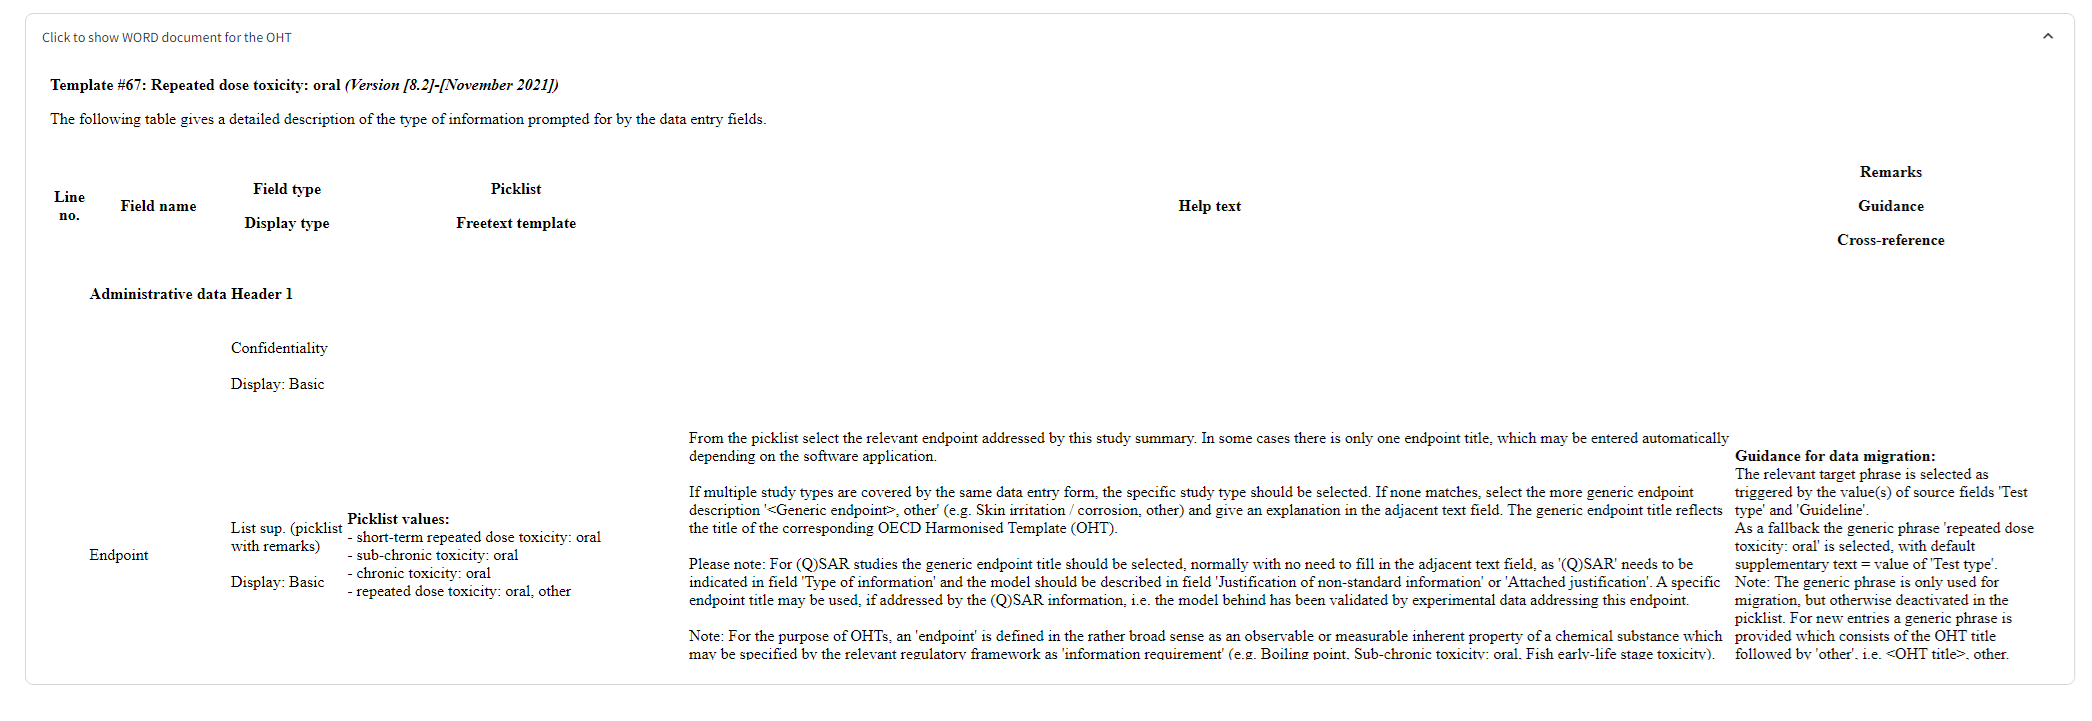 Click to show WORD document for the OHT
Template #67: Repeated dose toxicity: oral (Version [8.2]-[November 2021])
The following table gives a detailed description of the type of information prompted for by the data entry fields.
Line
no.
Field name
Field type
Display type
Picklist
Freetext template
Help text
Remarks
Guidance
Cross-reference
Administrative data Header 1
Confidentiality
Display: Basic
Endpoint
List sup. (picklist
with remarks)
Display: Basic
Picklist values:
- short-term repeated dose toxicity: oral
- sub-chronic toxicity: oral
- chronic toxicity: oral
- repeated dose toxicity: oral, other
From the picklist select the relevant endpoint addressed by this study summary. In some cases there is only one endpoint title, which may be entered automatically
depending on the software application.
If multiple study types are covered by the same data entry form, the specific study type should be selected. If none matches, select the more generic endpoint
description '<Generic endpoint>, other' (e.g. Skin irritation / corrosion, other) and give an explanation in the adjacent text field. The generic endpoint title reflects
the title of the corresponding OECD Harmonised Template (OHT).
Please note: For (Q)SAR studies the generic endpoint title should be selected, normally with no need to fill in the adjacent text field, as '(Q)SAR' needs to be
indicated in field 'Type of information' and the model should be described in field 'Justification of non-standard information' or 'Attached justification'. A specific
endpoint title may be used, if addressed by the (Q)SAR information, i.e. the model behind has been validated by experimental data addressing this endpoint.
Note: For the purpose of OHTs, an 'endpoint' is defined in the rather broad sense as an observable or measurable inherent property of a chemical substance which
may be specified by the relevant regulatory framework as 'information requirement' (e.g. Boiling point, Sub-chronic toxicity: oral, Fish early-life stage toxicity).
Guidance for data migration:
The relevant target phrase is selected as
triggered by the value(s) of source fields 'Test
type' and 'Guideline'.
As a fallback the generic phrase 'repeated dose
toxicity: oral' is selected, with default
supplementary text = value of 'Test type'.
Note: The generic phrase is only used for
migration, but otherwise deactivated in the
picklist. For new entries a generic phrase is
provided which consists of the OHT title
followed by 'other', i.e. <OHT title>, other.